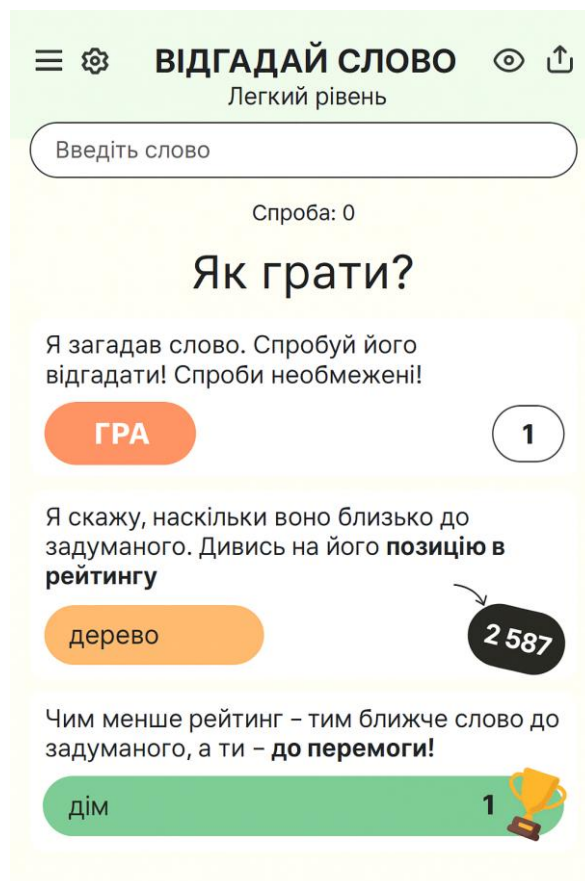 ВІДГАДАЙ СЛОВО
Легкий рівень
Введіть слово
Спроба: 0
Як грати?
Я загадав слово. Спробуй його
відгадати! Спроби необмежені!
ГРА 1
Я скажу, наскільки воно близько до
задуманого. Дивись на його позицію в
рейтингу
дерево 2 587
Чим менше рейтинг – тим ближче слово до
задуманого, а ти – до перемоги!
дім 1